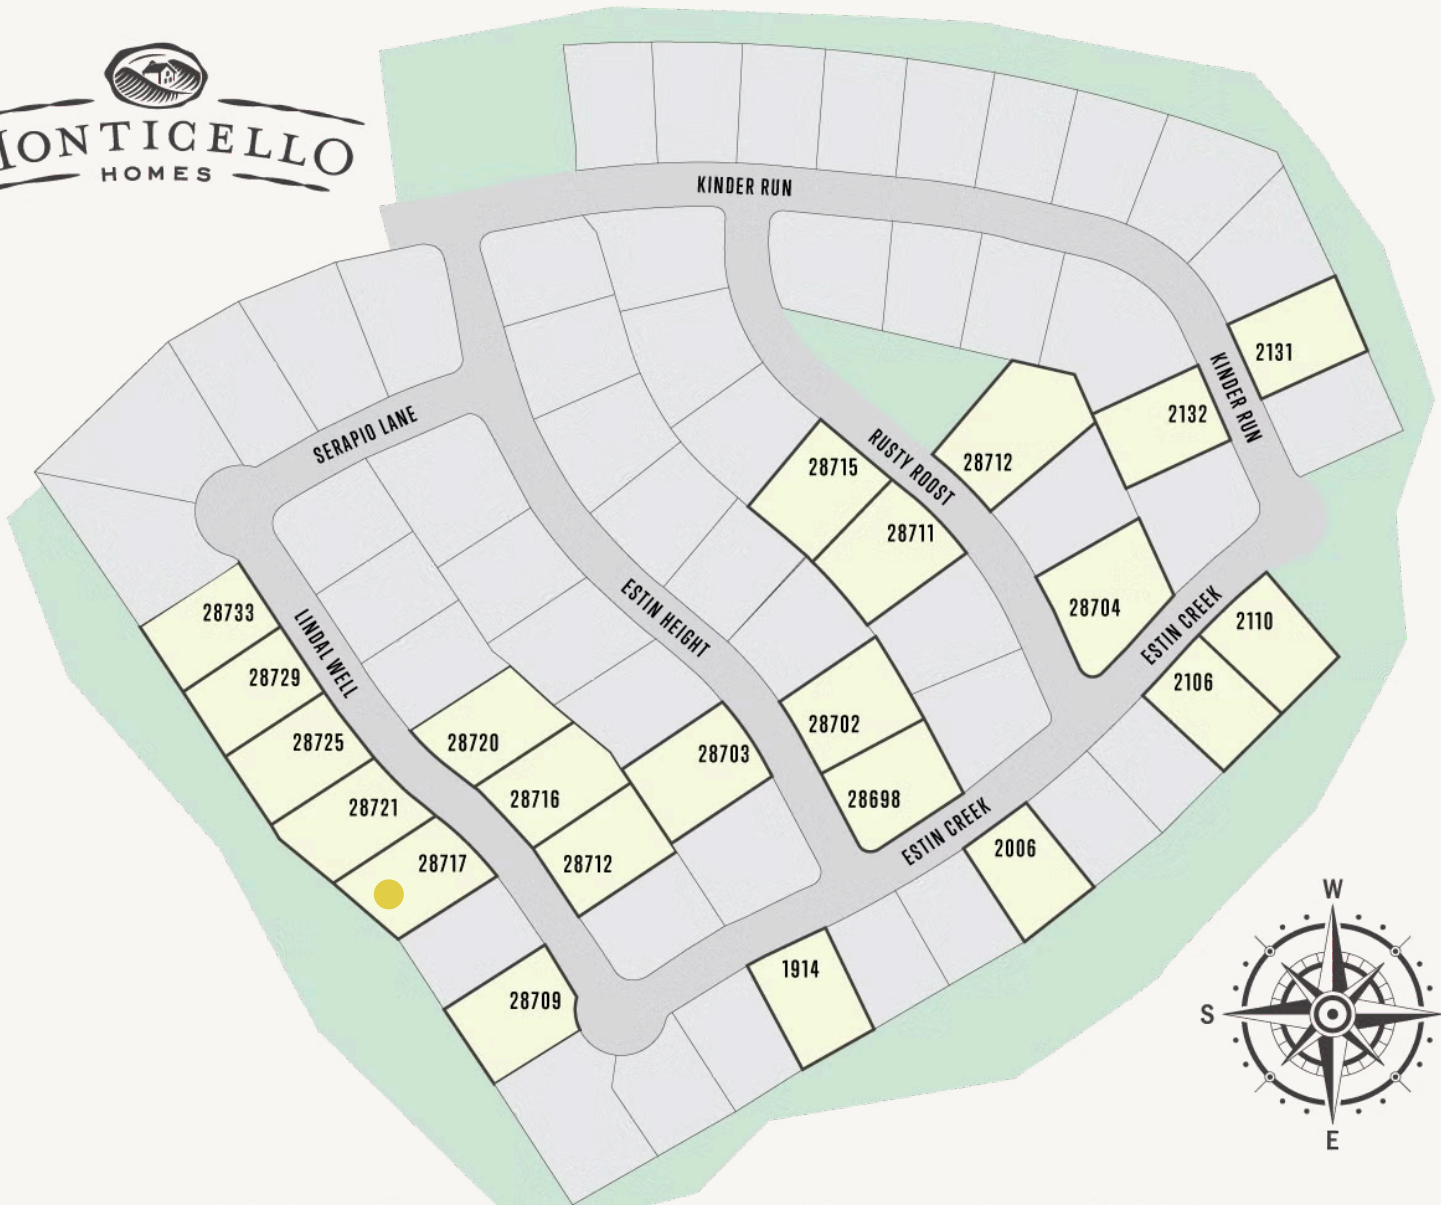 MONTICELLO
HOMES
KINDER RUN
2131
KINDER RUN
2132
SERAPIO LANE
28715
RUSTY ROOST
28712
28711
28704
ESTIN CREEK
2110
2106
28733
LINDAL WELL
ESTIN HEIGHT
28729
28725
28720
28702
28703
28721
28716
28698
ESTIN CREEK
2006
28717
28712
1914
28709
W
S
E